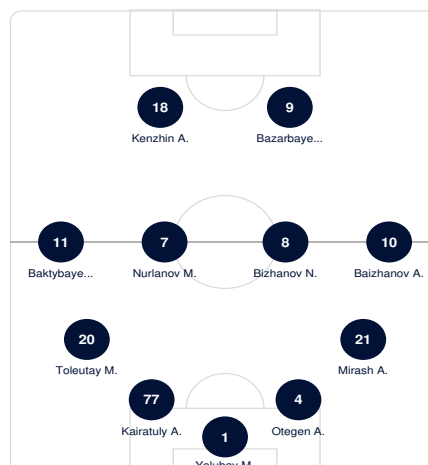 18 9
Kenzhin A. Bazarbaye...
11 7 8 10
Baktybaye... Nurlanov M. Bizhanov N. Baizhanov A.
20 21
Toleutay M. Mirash A.
77 4
Kairatuly A. Otegen A.
1
Yelubay M.